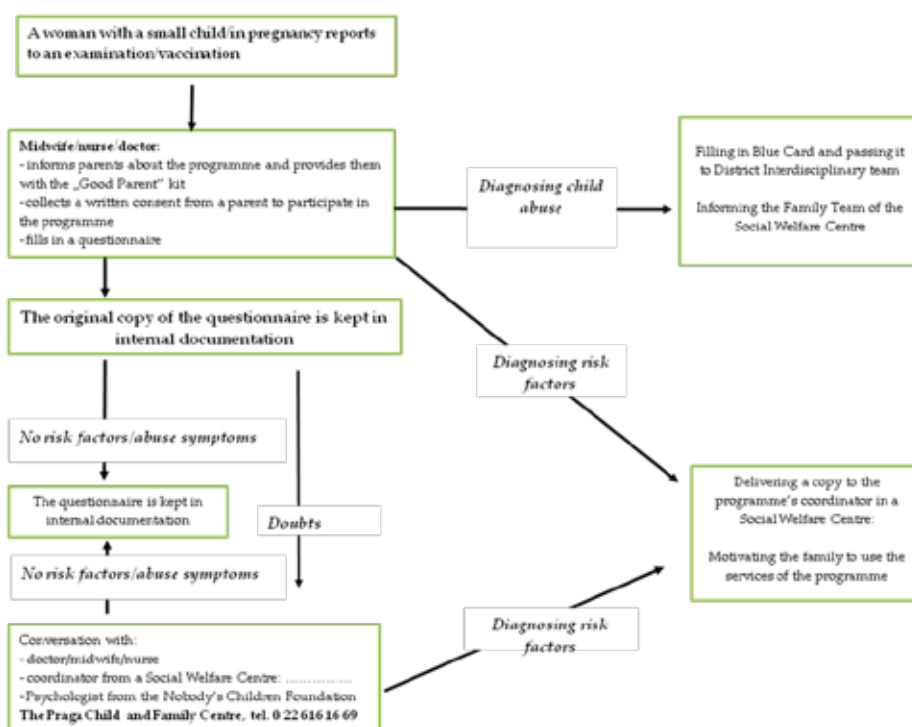 A woman with a small child/in pregnancy reports
to an examination/vaccination
Midwife/nurse/doctor:
-informs parents about the programme and provides them
with the „Good Parent" kit
-collects a written consent from a parent to participate in
the programme
-fills in a questionnaire
Diagnosing child
abuse
Filling in Blue Card and passing it
to District Interdisciplinary team
Informing the Family Team of the
Social Welfare Centre
The original copy of the questionnaire is kept in
internal documentation
Diagnosing risk
factors
No risk factors/abuse symptoms
The questionnaire is kept in
internal documentation
Doubts
No risk factors/abuse symptoms
Delivering a copy to the
programme's coordinator in a
Social Welfare Centre:
Motivating the family to use the
services of the programme
Diagnosing risk
factors
Conversation with:
- doctor/midwife/nurse
- coordinator from a Social Welfare Centre: ................
-Psychologist from the Nobody's Children Foundation
The Praga Child and Family Centre, tel. 0 22 616 16 69